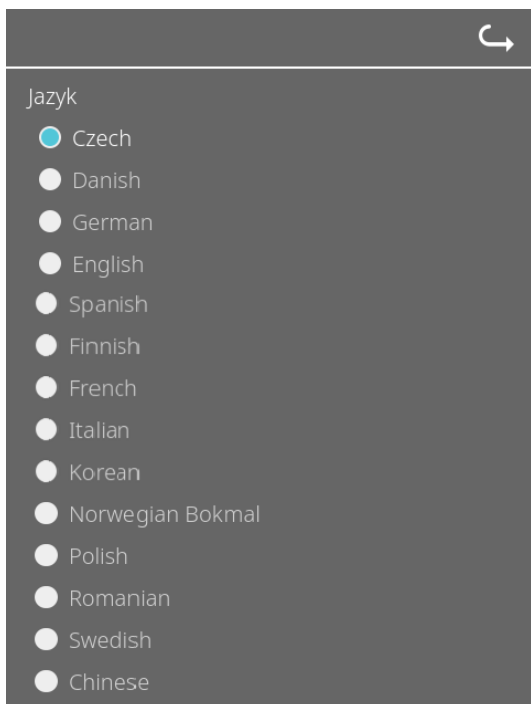 Jazyk
Czech
Danish
German
English
Spanish
Finnish
French
Italian
Korean
Norwegian Bokmal
Polish
Romanian
Swedish
Chinese